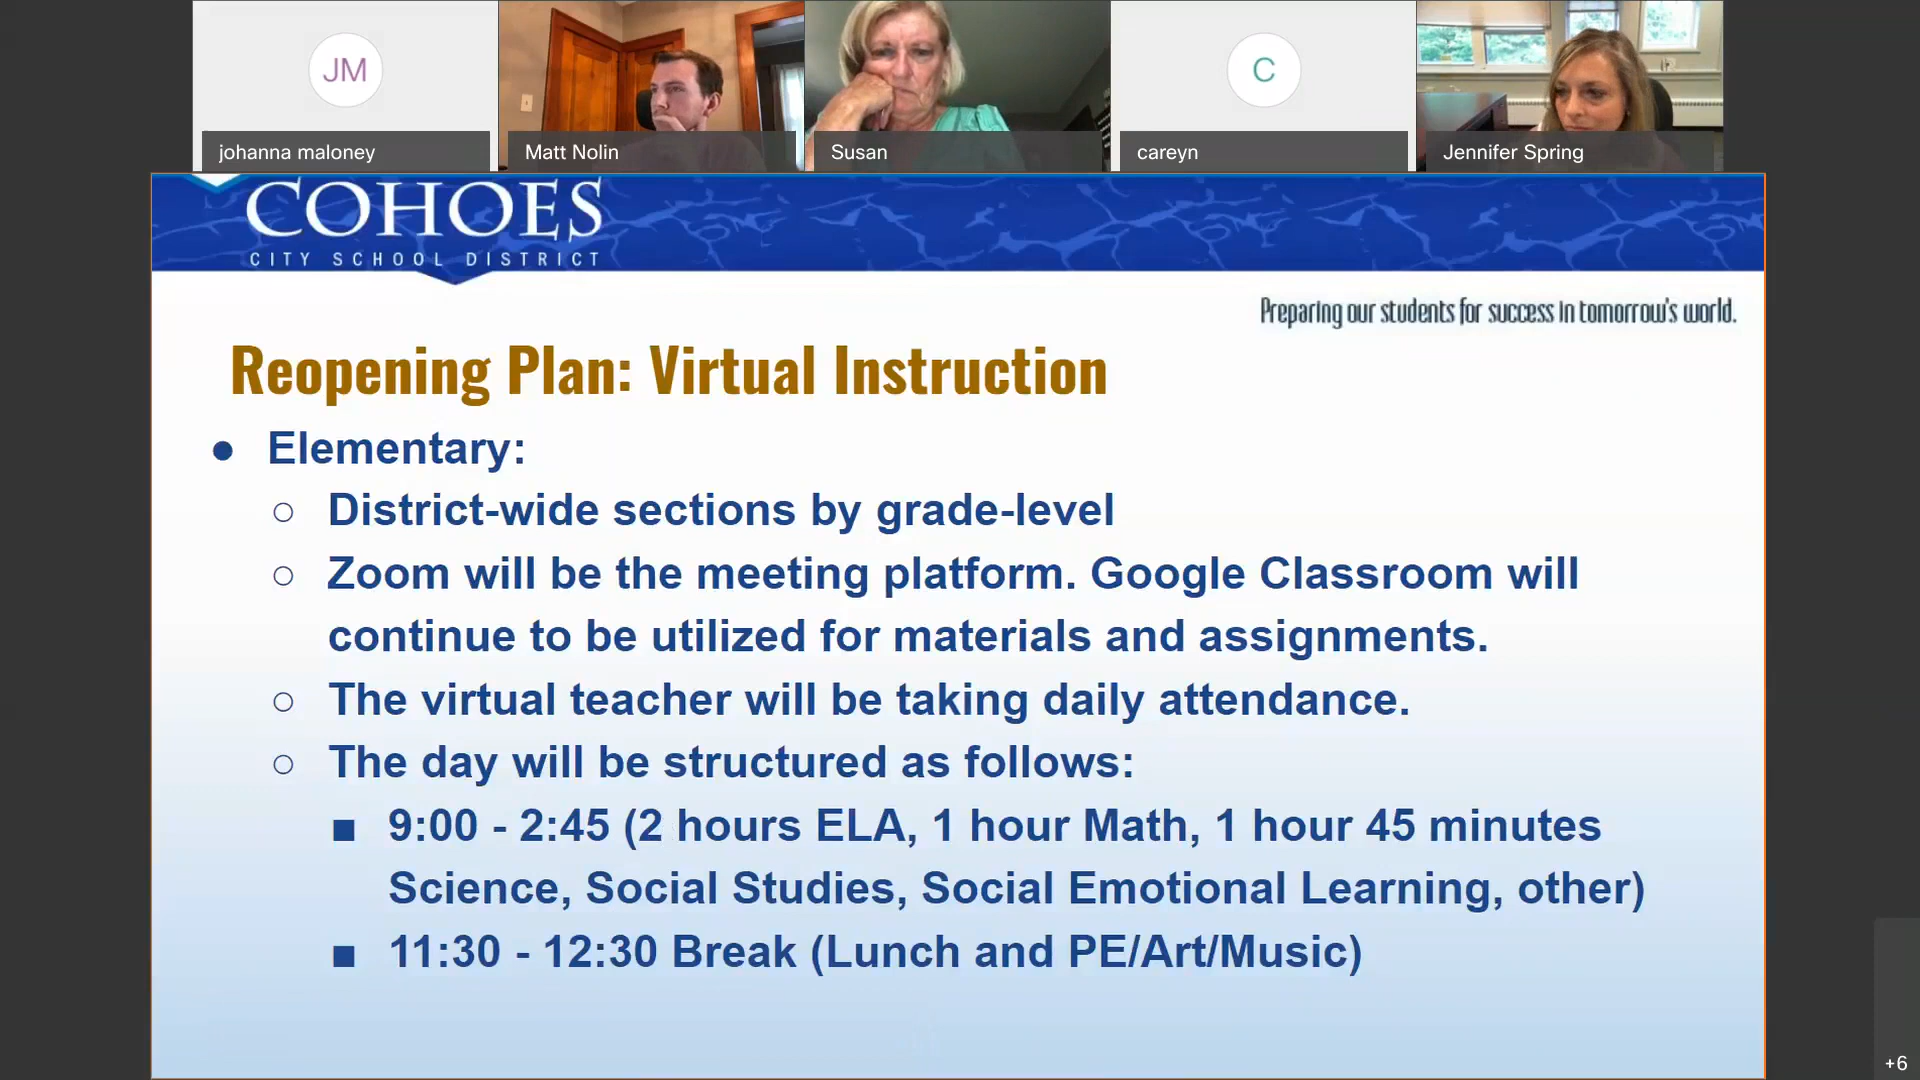 JM
C
johanna maloney
Matt Nolin
Susan
careyn
Jennifer Spring
COHOES
CITY SCHOOL DISTRICT
Preparing our students for success in tomorrow's world.
Reopening Plan: Virtual Instruction
● Elementary:
○ District-wide sections by grade-level
○ Zoom will be the meeting platform. Google Classroom will
continue to be utilized for materials and assignments.
○ The virtual teacher will be taking daily attendance.
○ The day will be structured as follows:
■ 9:00 - 2:45 (2 hours ELA, 1 hour Math, 1 hour 45 minutes
Science, Social Studies, Social Emotional Learning, other)
■ 11:30 - 12:30 Break (Lunch and PE/Art/Music)
+6